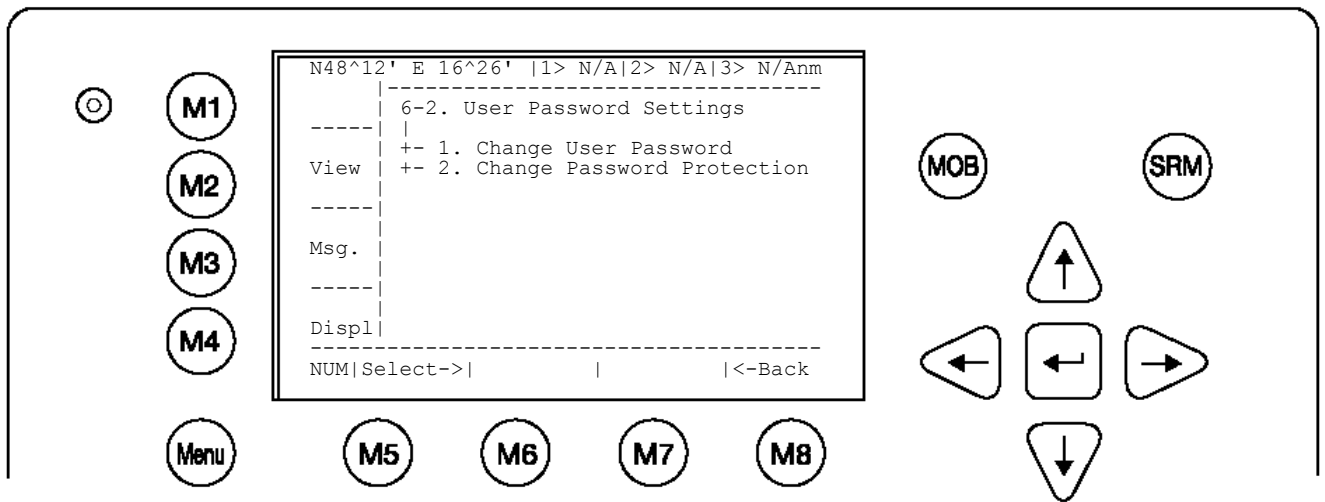 N48^12' E 16^26' |1> N/A|2> N/A|3> N/Anm
|----------------------------------
M1
| 6-2. User Password Settings
-----| |
| +- 1. Change User Password
View | +- 2. Change Password Protection
M2
MOB
SRM
|
-----|
|
Msg. |
M3
|
-----|
|
Displ|
M4
----------------------------------------
NUM|Select->| | |<-Back
Menu
M5
M6
M7
M8